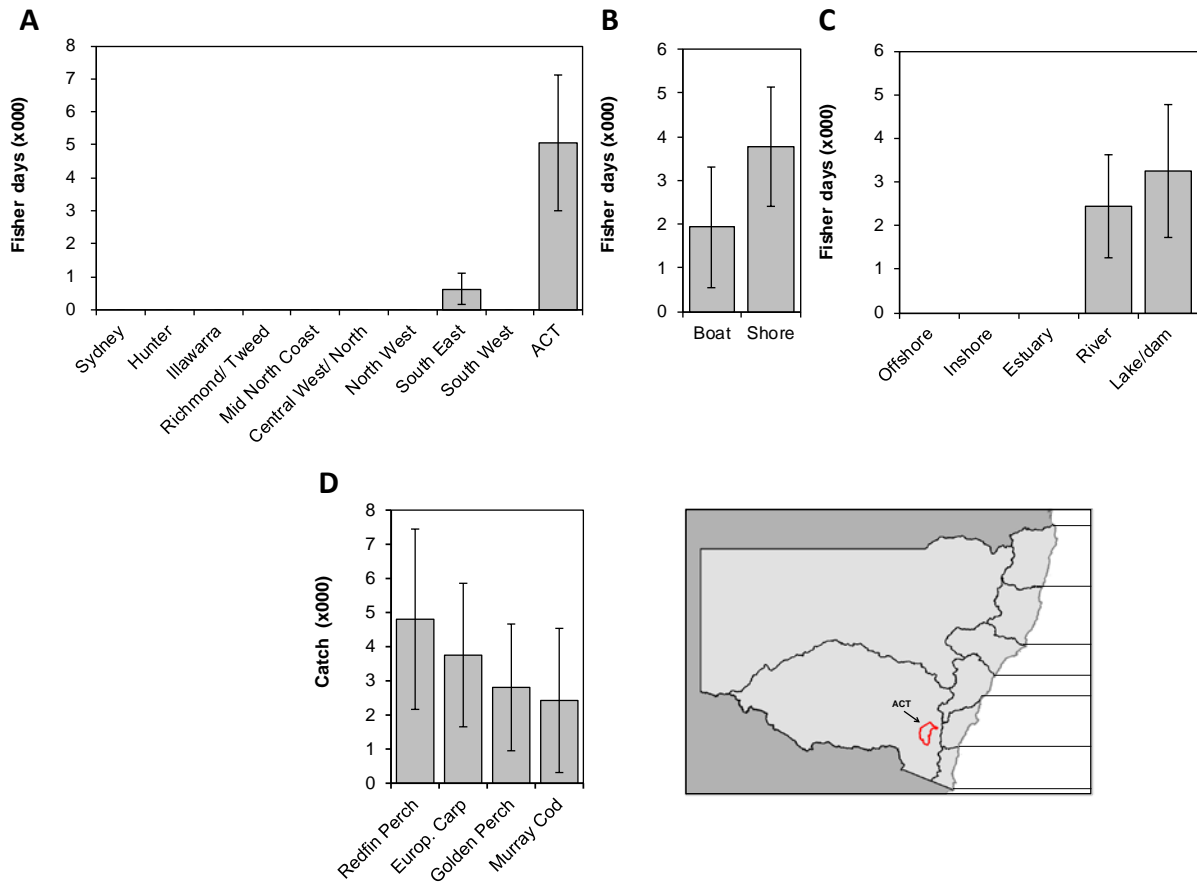 A
Fisher days (x000)
8
7
6
5
4
3
2
1
0
Sydney
Hunter
Illawarra
Richmond/ Tweed
Mid North Coast
Central West/ North
North West
South East
South West
ACT
B
Fisher days (x000)
6
5
4
3
2
1
0
Boat
Shore
C
Fisher days (x000)
6
5
4
3
2
1
0
Offshore
Inshore
Estuary
River
Lake/dam
D
Catch (x000)
8
7
6
5
4
3
2
1
0
Redfin Perch
Europ. Carp
Golden Perch
Murray Cod
ACT